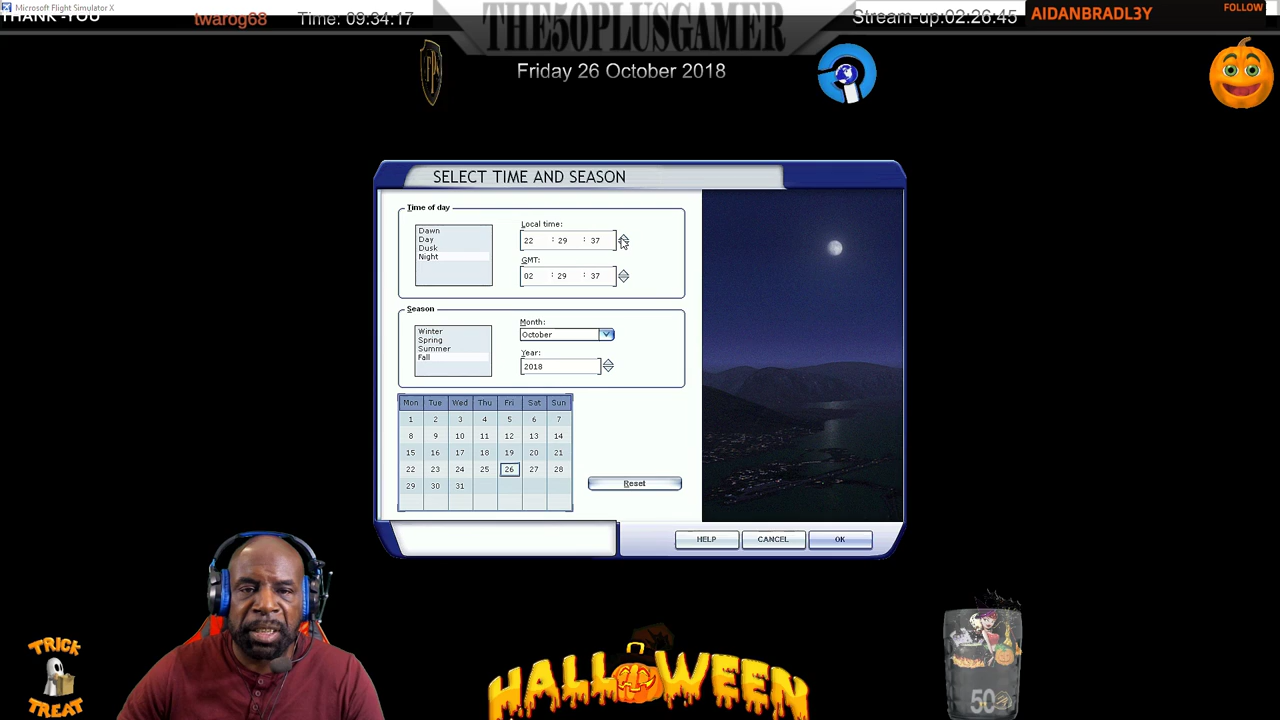 Microsoft Flight Simulator X
THANK -YOU
twarog68
Time: 09:34:17
THE50PLUSGAMER
Stream-up:02:26:45
AIDANBRADL3Y
FOLLOW
Friday 26 October 2018
SELECT TIME AND SEASON
Time of day
Dawn
Day
Dusk
Night
Local time:
22 : 29 : 37
GMT:
02 : 29 : 37
Season
Winter
Spring
Summer
Fall
Month:
October
Year:
2018
Mon Tue Wed Thu Fri Sat Sun
1 2 3 4 5 6 7
8 9 10 11 12 13 14
15 16 17 18 19 20 21
22 23 24 25 26 27 28
29 30 31
Reset
HELP CANCEL OK
TRICK
TREAT
HALLOWEEN
50